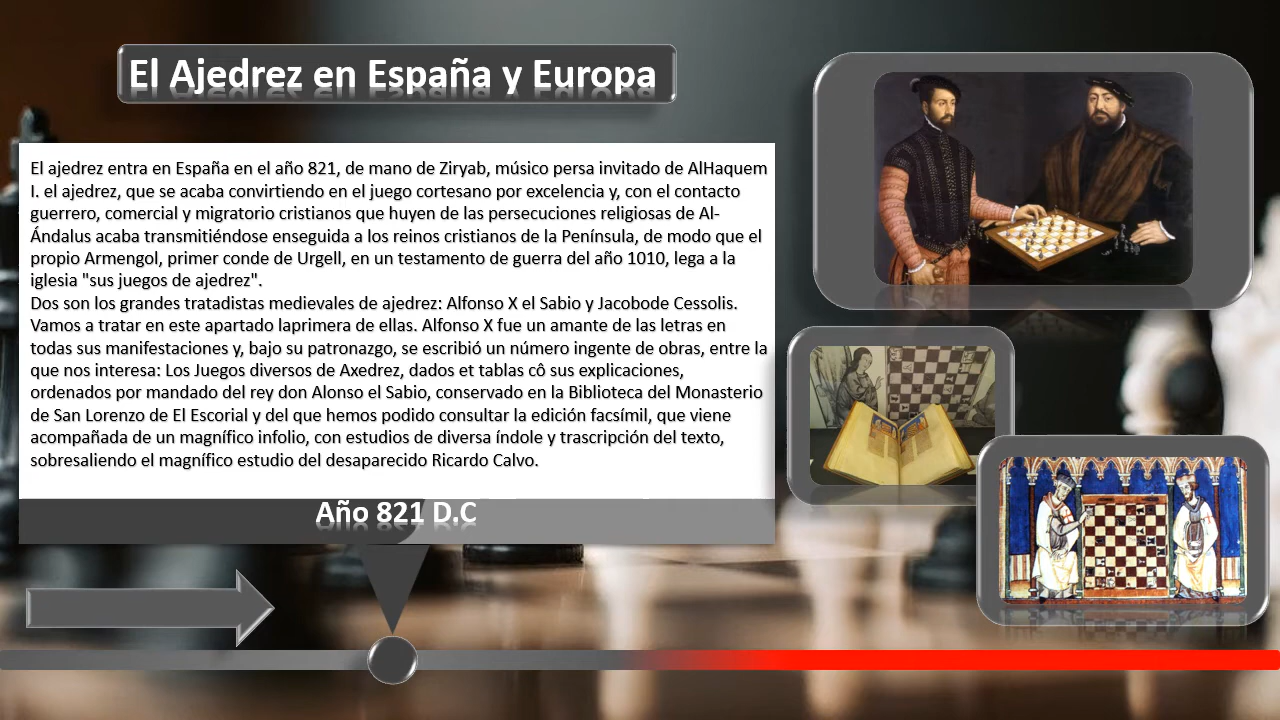 El Ajedrez en España y Europa
El ajedrez entra en España en el año 821, de mano de Ziryab, músico persa invitado de AlHaquem
I. el ajedrez, que se acaba convirtiendo en el juego cortesano por excelencia y, con el contacto
guerrero, comercial y migratorio cristianos que huyen de las persecuciones religiosas de Al-
Ándalus acaba transmitiéndose enseguida a los reinos cristianos de la Península, de modo que el
propio Armengol, primer conde de Urgell, en un testamento de guerra del año 1010, lega a la
iglesia "sus juegos de ajedrez".
Dos son los grandes tratadistas medievales de ajedrez: Alfonso X el Sabio y Jacobode Cessolis.
Vamos a tratar en este apartado laprimera de ellas. Alfonso X fue un amante de las letras en
todas sus manifestaciones y, bajo su patronazgo, se escribió un número ingente de obras, entre la
que nos interesa: Los Juegos diversos de Axedrez, dados et tablas cô sus explicaciones,
ordenados por mandado del rey don Alonso el Sabio, conservado en la Biblioteca del Monasterio
de San Lorenzo de El Escorial y del que hemos podido consultar la edición facsímil, que viene
acompañada de un magnífico infolio, con estudios de diversa índole y trascripción del texto,
sobresaliendo el magnífico estudio del desaparecido Ricardo Calvo.
Año 821 D.C